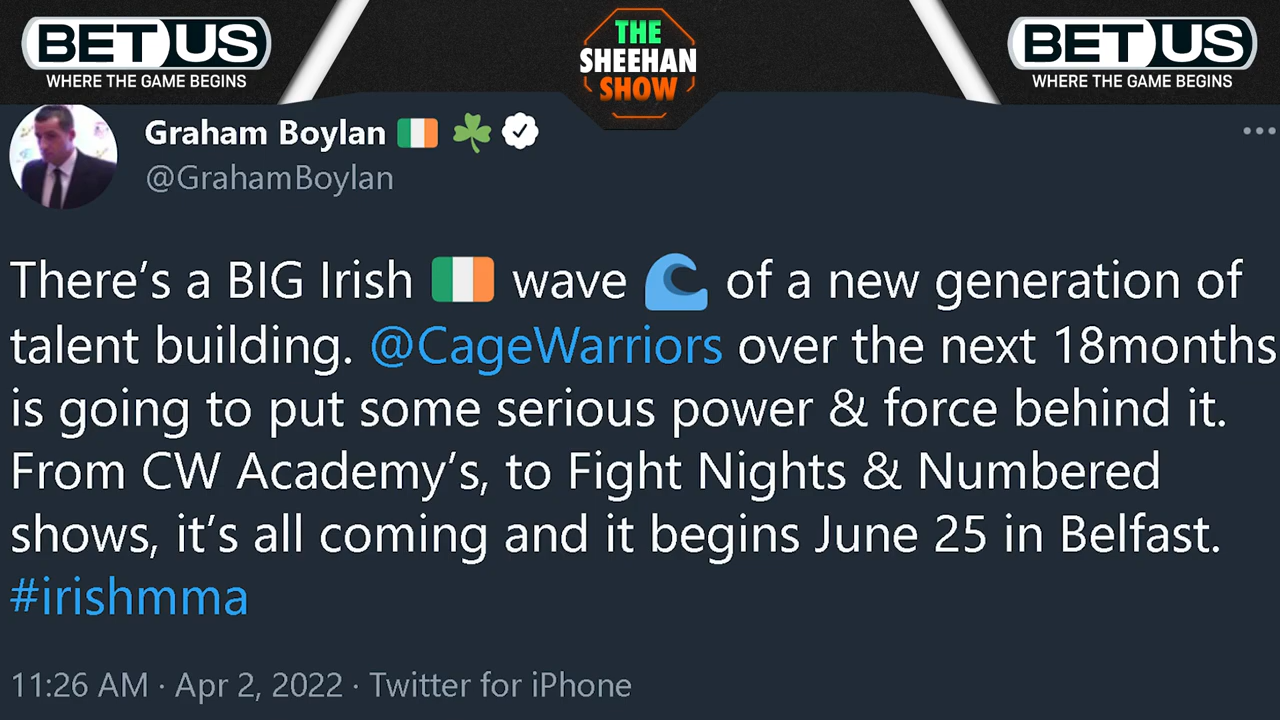 BET US
WHERE THE GAME BEGINS
THE
SHEEHAN
SHOW
BET US
WHERE THE GAME BEGINS
Graham Boylan 🇮🇪 ☘️
@GrahamBoylan
There’s a BIG Irish 🇮🇪 wave 🌊 of a new generation of
talent building. @CageWarriors over the next 18months
is going to put some serious power & force behind it.
From CW Academy’s, to Fight Nights & Numbered
shows, it’s all coming and it begins June 25 in Belfast.
#irishmma
11:26 AM · Apr 2, 2022 · Twitter for iPhone